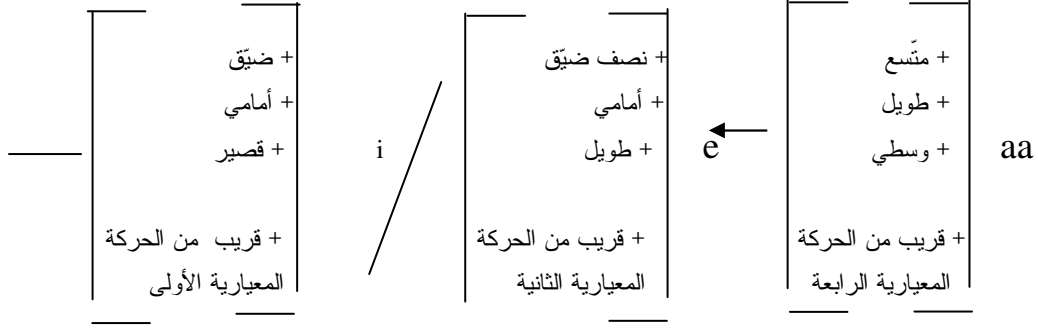 aa
+ متّسع
+ طويل
+ وسطي
+ قريب من الحركة
المعيارية الرابعة
e
+ نصف ضيّق
+ أمامي
+ طويل
+ قريب من الحركة
المعيارية الثانية
i
+ ضيّق
+ أمامي
+ قصير
+ قريب من الحركة
المعيارية الأولى